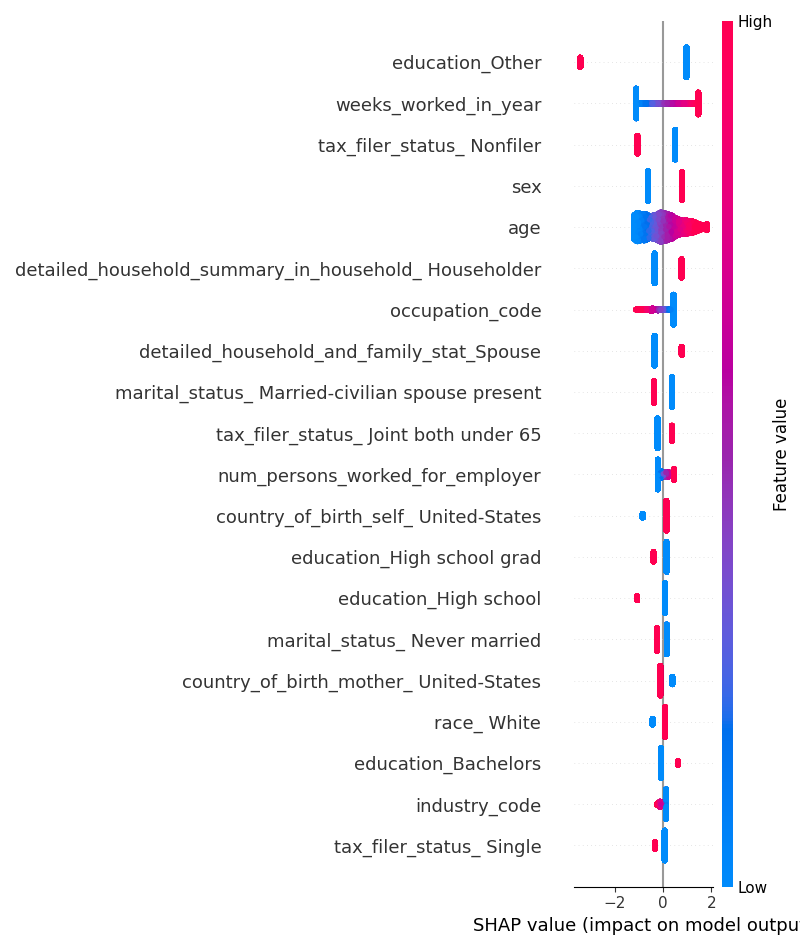 High
education_Other
weeks_worked_in_year
tax_filer_status_ Nonfiler
sex
age
detailed_household_summary_in_household_ Householder
occupation_code
detailed_household_and_family_stat_Spouse
marital_status_ Married-civilian spouse present
tax_filer_status_ Joint both under 65
num_persons_worked_for_employer
country_of_birth_self_ United-States
education_High school grad
education_High school
marital_status_ Never married
country_of_birth_mother_ United-States
race_ White
education_Bachelors
industry_code
tax_filer_status_ Single
Feature value
Low
−2 0 2
SHAP value (impact on model outpu